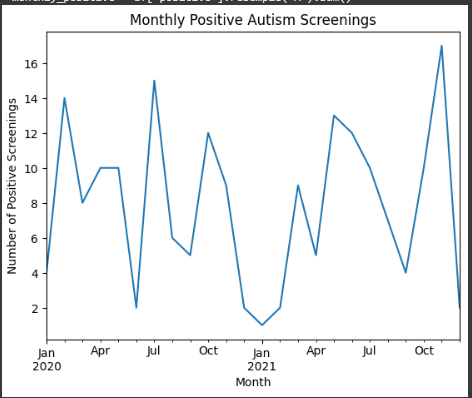 Monthly Positive Autism Screenings
16
14
12
10
8
6
4
2
Number of Positive Screenings
Jan Apr Jul Oct Jan Apr Jul Oct
2020 2021
Month